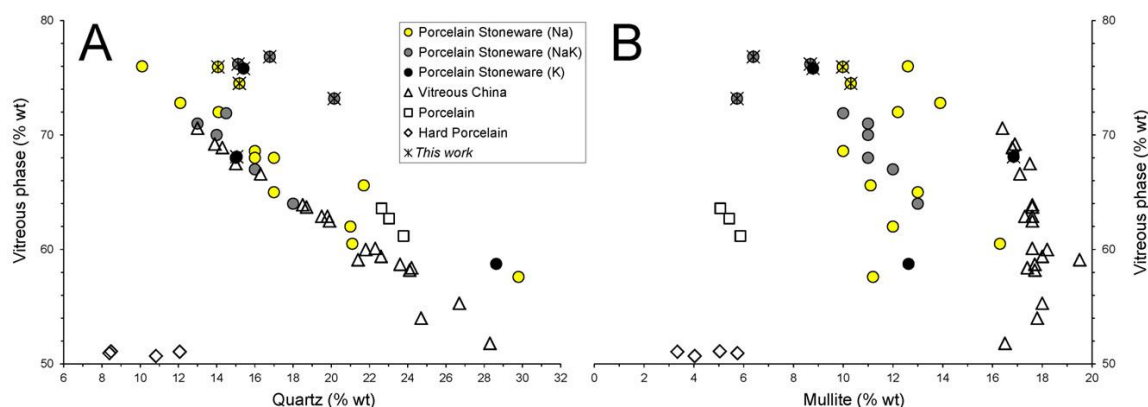 A
B
Porcelain Stoneware (Na)
Porcelain Stoneware (NaK)
Porcelain Stoneware (K)
Vitreous China
Porcelain
Hard Porcelain
This work
Vitreous phase (% wt)
80
70
60
50
6 8 10 12 14 16 18 20 22 24 26 28 30 32
Quartz (% wt)
0 2 4 6 8 10 12 14 16 18 20
Mullite (% wt)
80
70
60
50
Vitreous phase (% wt)